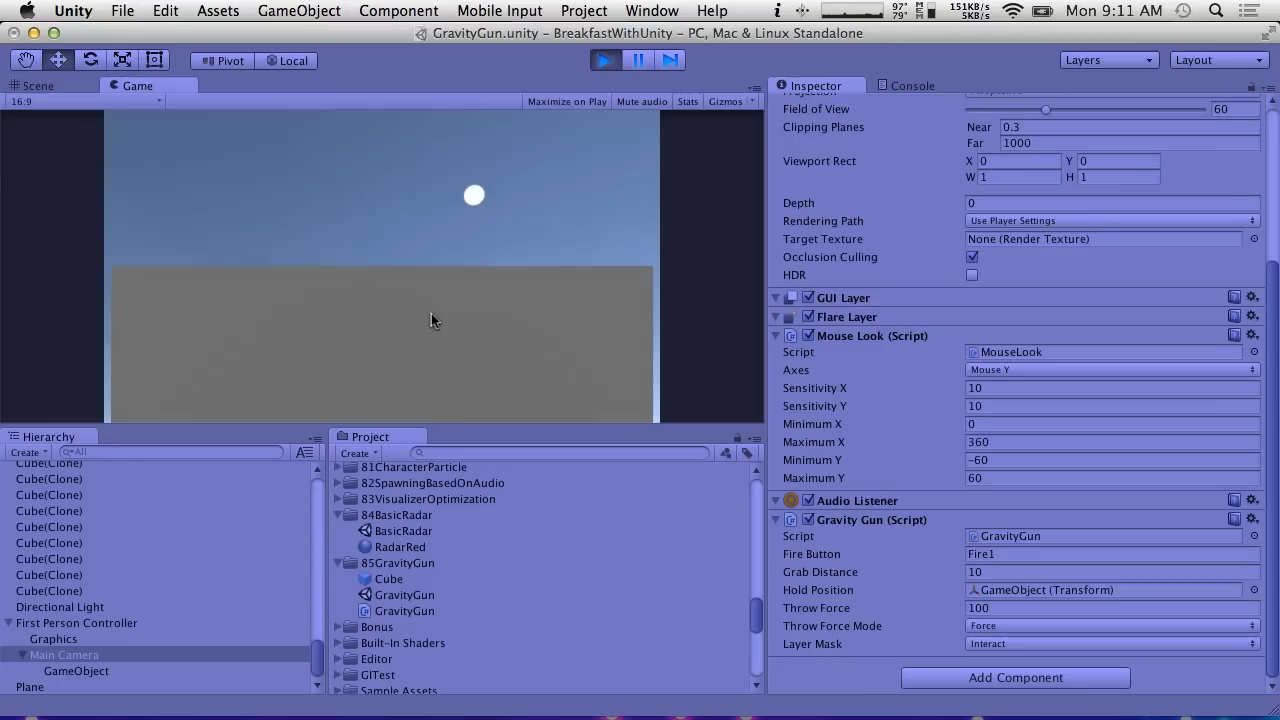 Unity File Edit Assets GameObject Component Mobile Input Project Window Help 97° 79° 151KB/s 5KB/s Mon 9:11 AM
GravityGun.unity - BreakfastWithUnity - PC, Mac & Linux Standalone
Pivot Local Layers Layout
Scene Game
16:9 Maximize on Play Mute audio Stats Gizmos
Inspector Console
Field of View 60
Clipping Planes Near 0.3
Far 1000
Viewport Rect X 0 Y 0
W 1 H 1
Depth 0
Rendering Path Use Player Settings
Target Texture None (Render Texture)
Occlusion Culling
HDR
GUI Layer
Flare Layer
Mouse Look (Script)
Script MouseLook
Axes Mouse Y
Sensitivity X 10
Sensitivity Y 10
Minimum X 0
Maximum X 360
Minimum Y -60
Maximum Y 60
Audio Listener
Gravity Gun (Script)
Script GravityGun
Fire Button Fire1
Grab Distance 10
Hold Position GameObject (Transform)
Throw Force 100
Throw Force Mode Force
Layer Mask Interact
Add Component
Hierarchy
Create All
Cube(Clone)
Cube(Clone)
Cube(Clone)
Cube(Clone)
Cube(Clone)
Cube(Clone)
Cube(Clone)
Cube(Clone)
Cube(Clone)
Directional Light
First Person Controller
Graphics
Main Camera
GameObject
Plane
Project
Create
81CharacterParticle
82SpawningBasedOnAudio
83VisualizerOptimization
84BasicRadar
BasicRadar
RadarRed
85GravityGun
Cube
GravityGun
GravityGun
Bonus
Built-In Shaders
Editor
GITest
Sample Assets